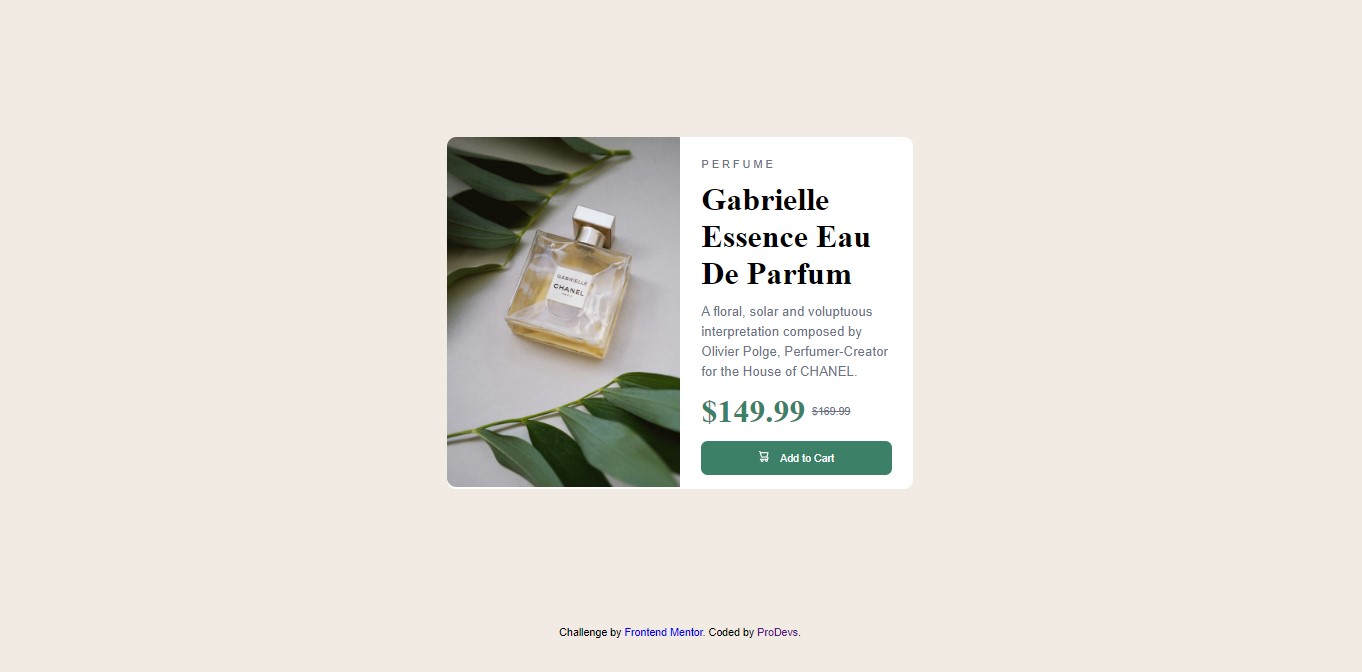 PERFUME
Gabrielle
Essence Eau
De Parfum
A floral, solar and voluptuous
interpretation composed by
Olivier Polge, Perfumer-Creator
for the House of CHANEL.
$149.99 $169.99
Add to Cart
GABRIELLE
CHANEL
PARIS
Challenge by Frontend Mentor. Coded by ProDevs.